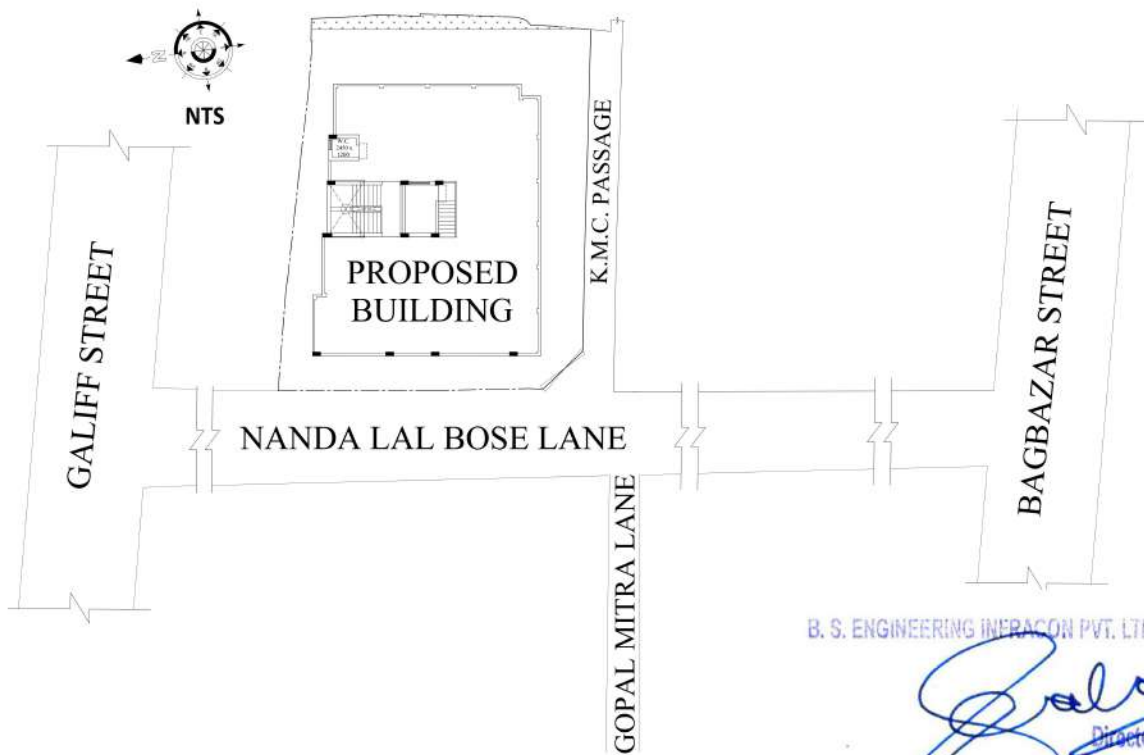 N
NTS
W.C.
K.M.C. PASSAGE
PROPOSED
BUILDING
GALIFF STREET
BAGBAZAR STREET
NANDA LAL BOSE LANE
GOPAL MITRA LANE
B. S. ENGINEERING INFRACON PVT. LTD